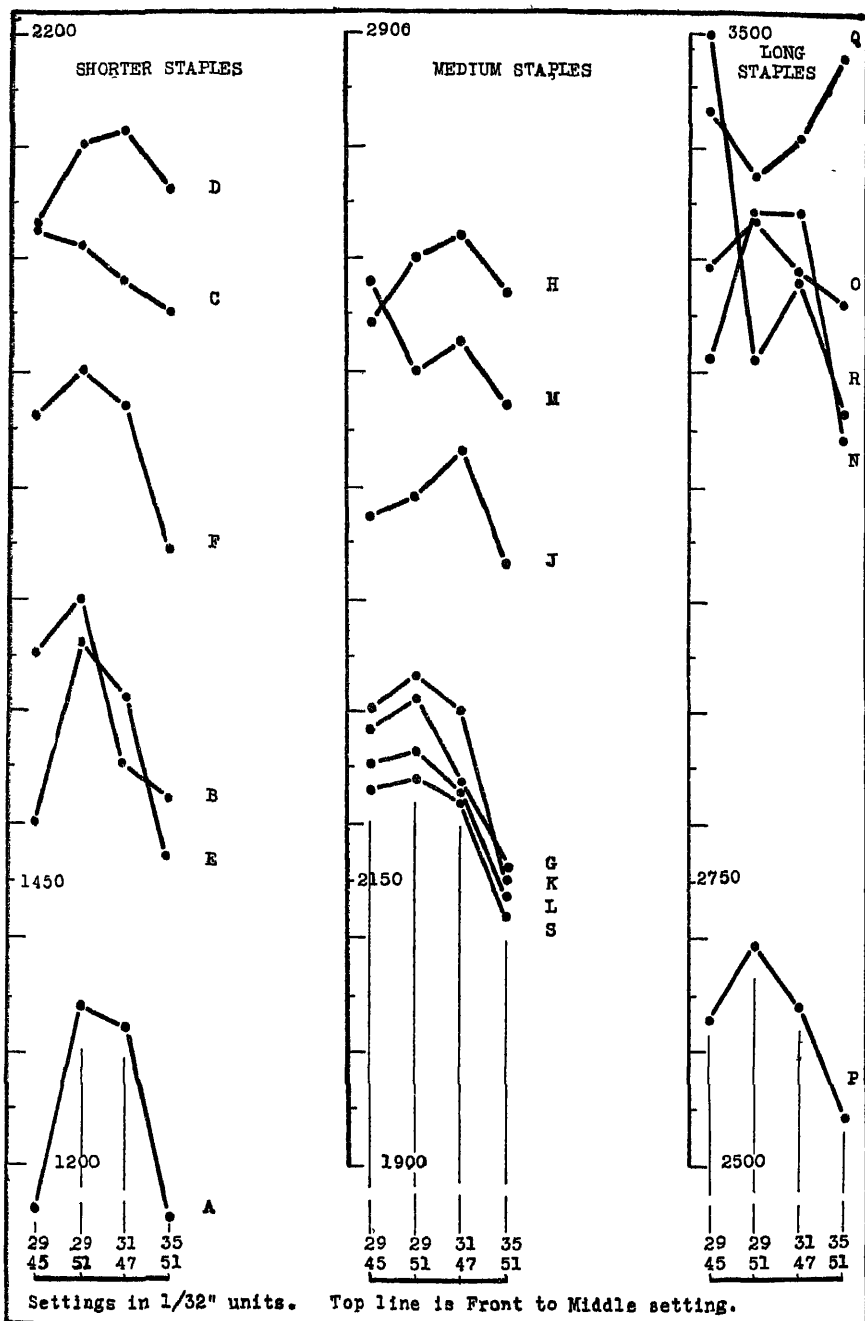 2200
2906
3500
Q
SHORTER STAPLES
MEDIUM STAPLES
LONG
STAPLES
D
C
H
O
M
R
N
F
J
B
E
G
K
L
S
1450
2150
2750
P
1200
1900
2500
A
29 29 31 35
45 51 47 51
29 29 31 35
45 51 47 51
29 29 31 35
45 51 47 51
Settings in 1/32" units. Top line is Front to Middle setting.